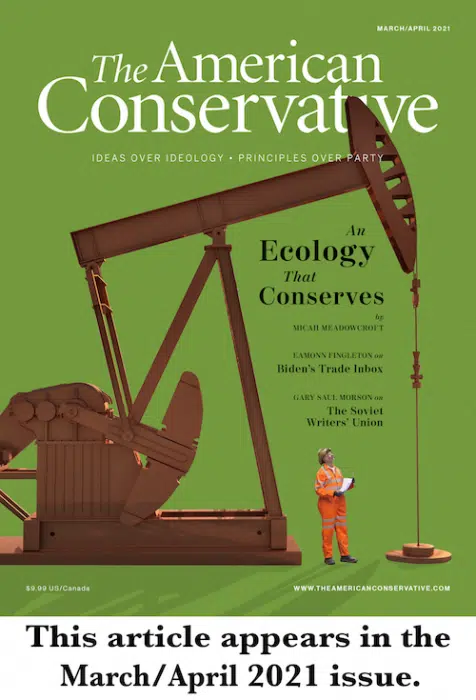 MARCH/APRIL 2021
The American
Conservative
IDEAS OVER IDEOLOGY • PRINCIPLES OVER PARTY
An
Ecology
That
Conserves
by
MICAH MEADOWCROFT
EAMONN FINGLETON on
Biden's Trade Inbox
GARY SAUL MORSON on
The Soviet
Writers' Union
$9.99 US/Canada
WWW.THEAMERICANCONSERVATIVE.COM
This article appears in the
March/April 2021 issue.